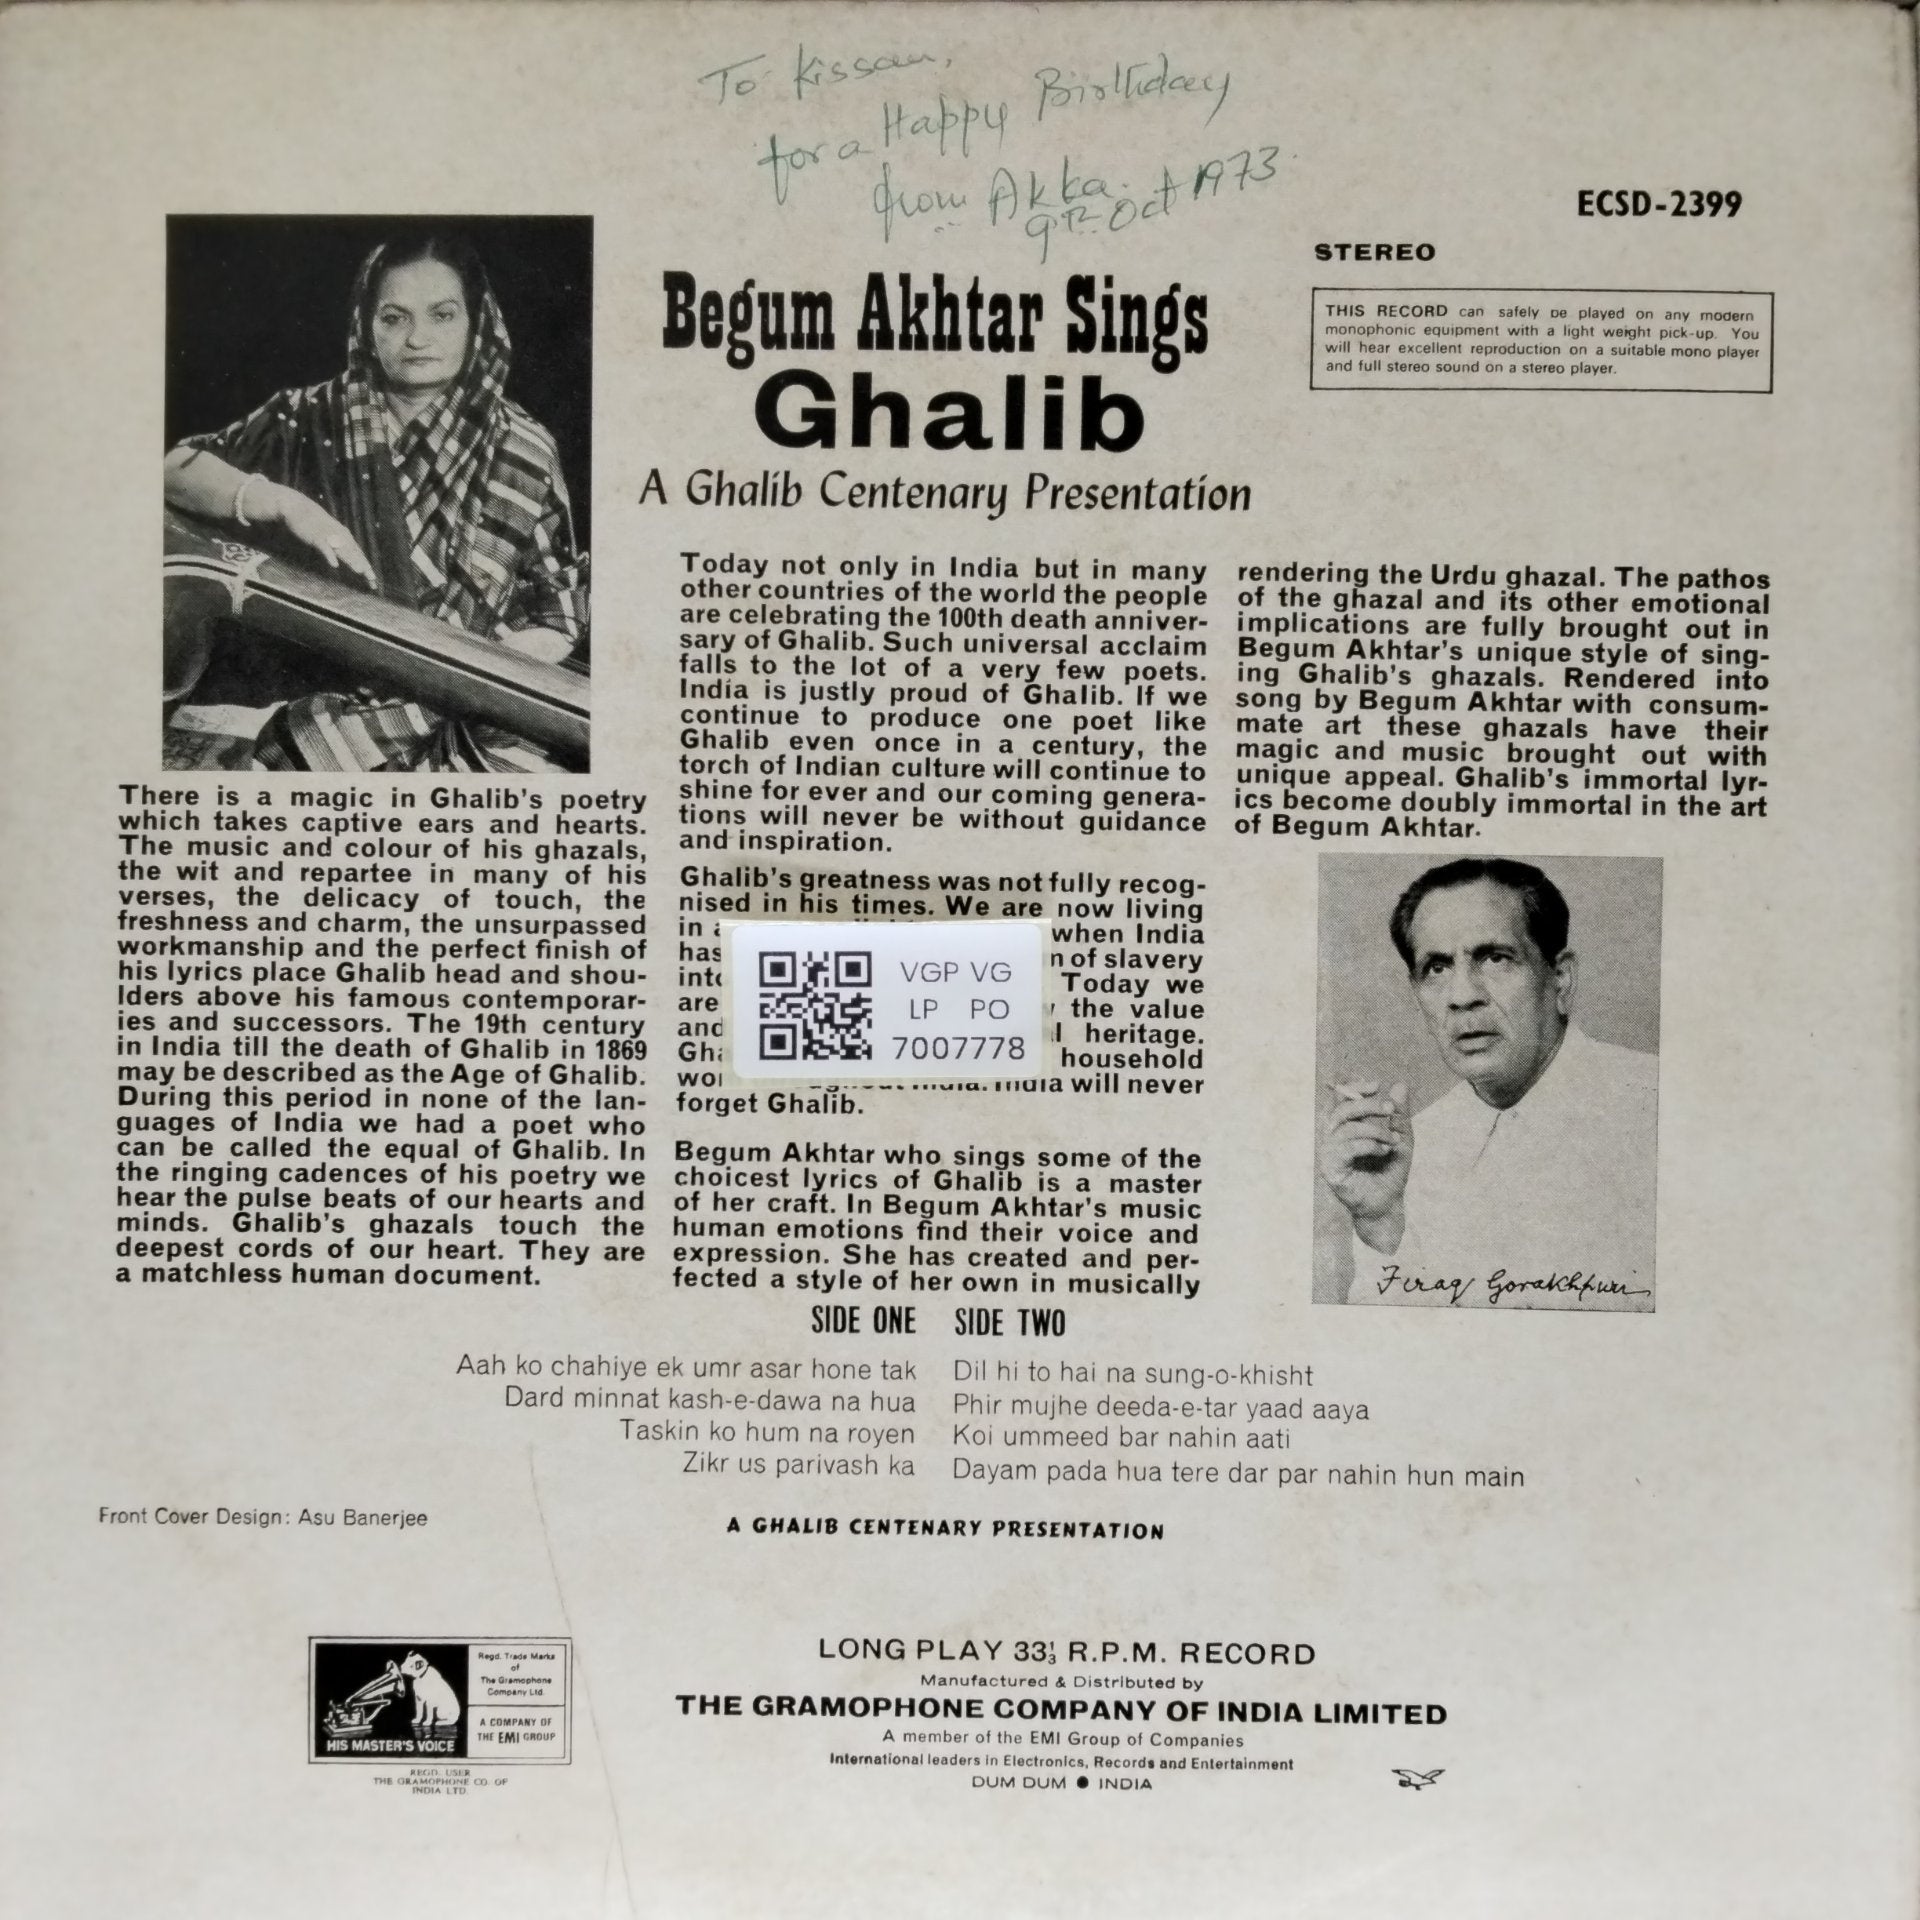 To Kissan,
for a Happy Birthday
from Akka.
9th Oct 1973.
ECSD-2399
STEREO
THIS RECORD can safely be played on any modern
monophonic equipment with a light weight pick-up. You
will hear excellent reproduction on a suitable mono player
and full stereo sound on a stereo player.
Begum Akhtar Sings
Ghalib
A Ghalib Centenary Presentation
There is a magic in Ghalib's poetry
which takes captive ears and hearts.
The music and colour of his ghazals,
the wit and repartee in many of his
verses, the delicacy of touch, the
freshness and charm, the unsurpassed
workmanship and the perfect finish of
his lyrics place Ghalib head and shou-
lders above his famous contemporar-
ies and successors. The 19th century
in India till the death of Ghalib in 1869
may be described as the Age of Ghalib.
During this period in none of the lan-
guages of India we had a poet who
can be called the equal of Ghalib. In
the ringing cadences of his poetry we
hear the pulse beats of our hearts and
minds. Ghalib's ghazals touch the
deepest cords of our heart. They are
a matchless human document.
Today not only in India but in many
other countries of the world the people
are celebrating the 100th death anniver-
sary of Ghalib. Such universal acclaim
falls to the lot of a very few poets.
India is justly proud of Ghalib. If we
continue to produce one poet like
Ghalib even once in a century, the
torch of Indian culture will continue to
shine for ever and our coming genera-
tions will never be without guidance
and inspiration.
Ghalib's greatness was not fully recog-
nised in his times. We are now living
in when India
has of slavery
Today we
are the value
heritage.
household
India will never
forget Ghalib.
VGP VG
LP PO
7007778
Begum Akhtar who sings some of the
choicest lyrics of Ghalib is a master
of her craft. In Begum Akhtar's music
human emotions find their voice and
expression. She has created and per-
fected a style of her own in musically
rendering the Urdu ghazal. The pathos
of the ghazal and its other emotional
implications are fully brought out in
Begum Akhtar's unique style of sing-
ing Ghalib's ghazals. Rendered into
song by Begum Akhtar with consum-
mate art these ghazals have their
magic and music brought out with
unique appeal. Ghalib's immortal lyr-
ics become doubly immortal in the art
of Begum Akhtar.
Firaq Gorakhpuri
SIDE ONE
Aah ko chahiye ek umr asar hone tak
Dard minnat kash-e-dawa na hua
Taskin ko hum na royen
Zikr us parivash ka
SIDE TWO
Dil hi to hai na sung-o-khisht
Phir mujhe deeda-e-tar yaad aaya
Koi ummeed bar nahin aati
Dayam pada hua tere dar par nahin hun main
Front Cover Design: Asu Banerjee
A GHALIB CENTENARY PRESENTATION
HIS MASTER'S VOICE
Regd. Trade Marks
of
The Gramophone
Company Ltd.
A COMPANY OF
THE EMI GROUP
REGD. USER
THE GRAMOPHONE CO. OF
INDIA LTD.
LONG PLAY 33⅓ R.P.M. RECORD
Manufactured & Distributed by
THE GRAMOPHONE COMPANY OF INDIA LIMITED
A member of the EMI Group of Companies
International leaders in Electronics, Records and Entertainment
DUM DUM ● INDIA